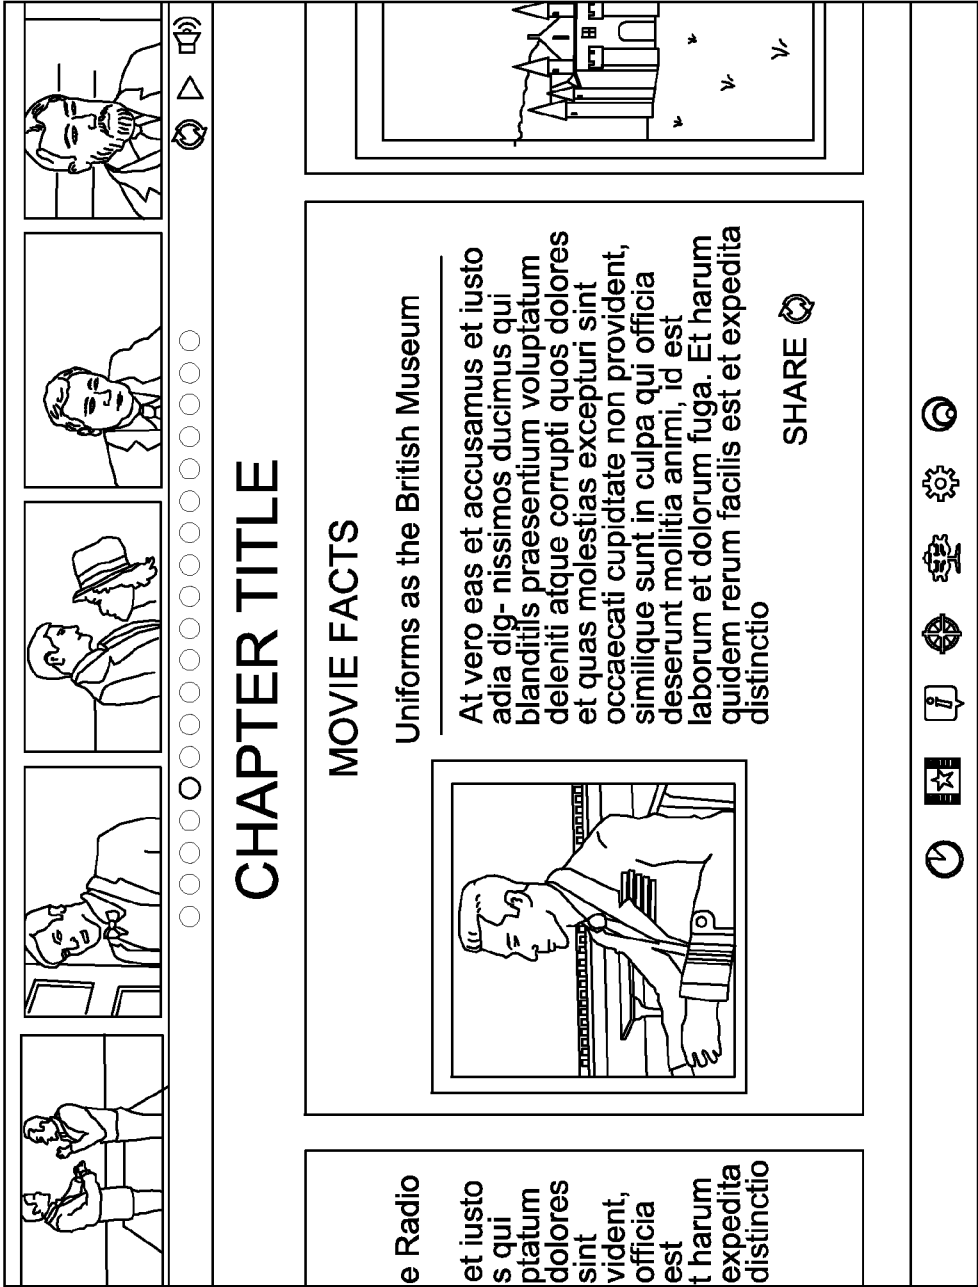 CHAPTER TITLE
e Radio
et iusto
s qui
ptatum
dolores
sint
vident,
officia
est
t harum
expedita
distinctio
MOVIE FACTS
Uniforms as the British Museum
At vero eas et accusamus et iusto
adia dig- nissimos ducimus qui
blanditils praesentium voluptatum
deleniti atque corrupti quos dolores
et quas molestias excepturi sint
occaecati cupidtate non provident,
similique sunt in culpa qui officia
deserunt mollitia animi, id est
laborum et dolorum fuga. Et harum
quidem rerum facilis est et expedita
distinctio
SHARE
i